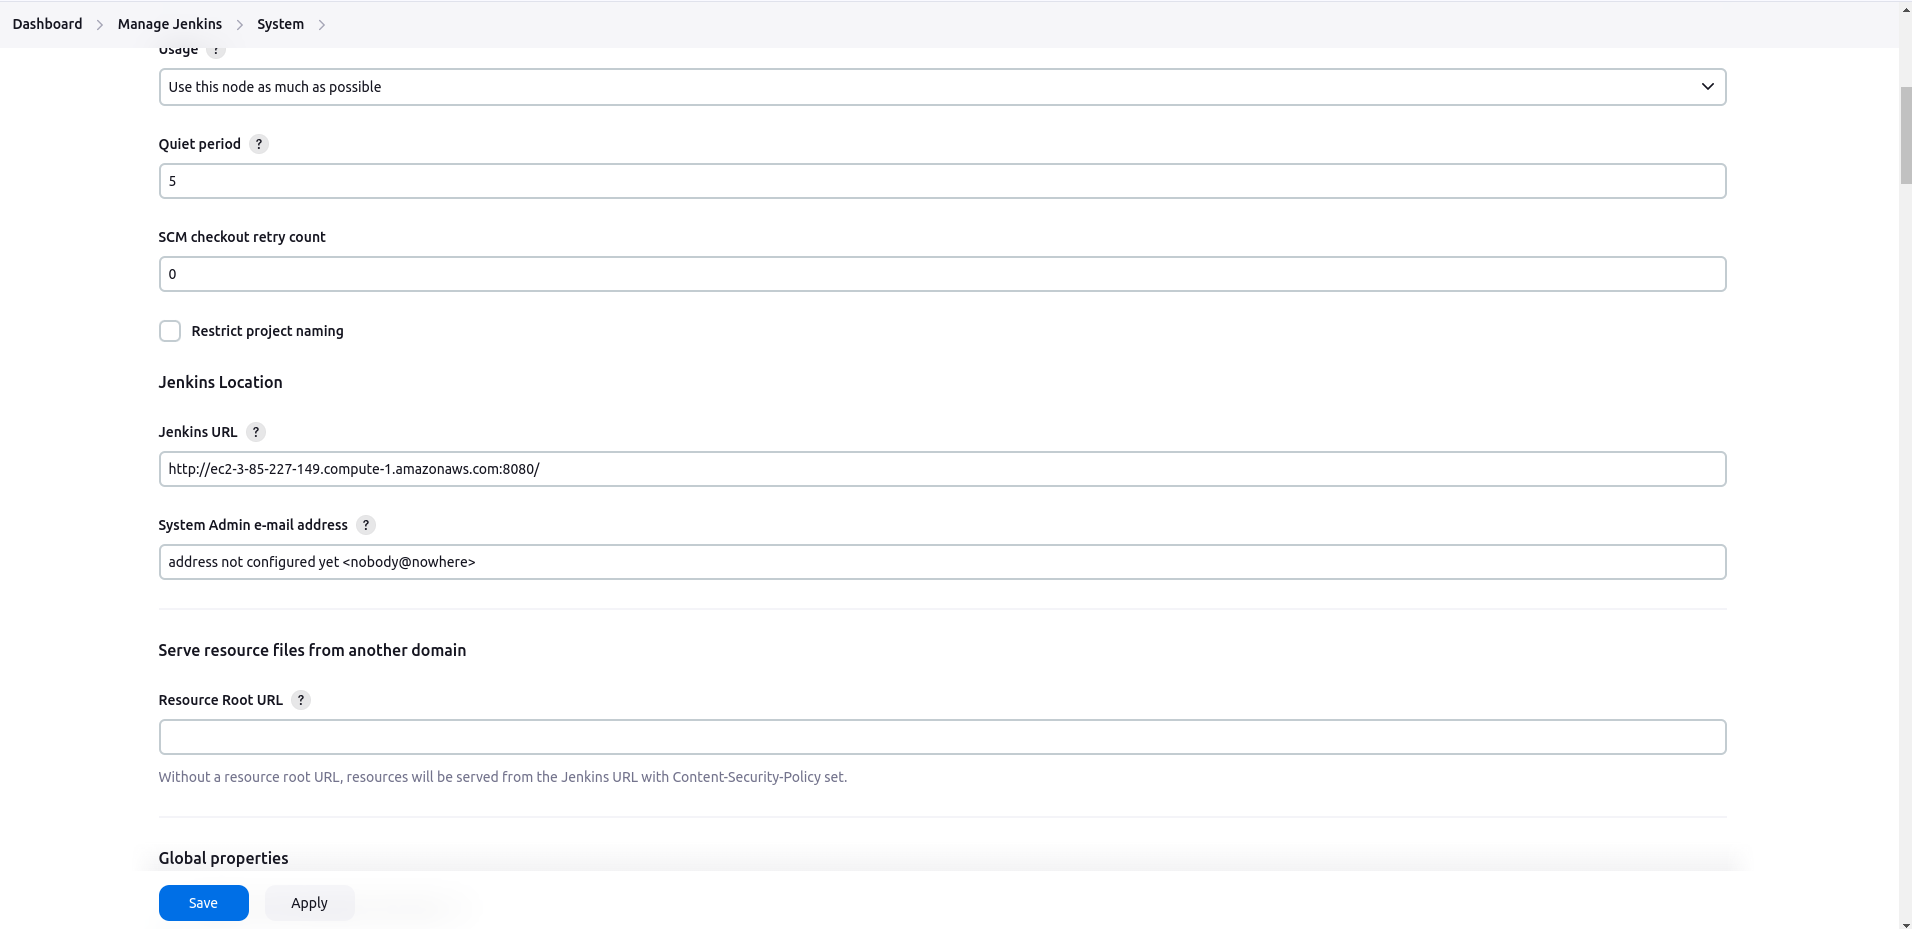 Dashboard > Manage Jenkins > System >
Usage ?
Use this node as much as possible
Quiet period ?
5
SCM checkout retry count
0
Restrict project naming
Jenkins Location
Jenkins URL ?
http://ec2-3-85-227-149.compute-1.amazonaws.com:8080/
System Admin e-mail address ?
address not configured yet <nobody@nowhere>
Serve resource files from another domain
Resource Root URL ?
Without a resource root URL, resources will be served from the Jenkins URL with Content-Security-Policy set.
Global properties
Save Apply